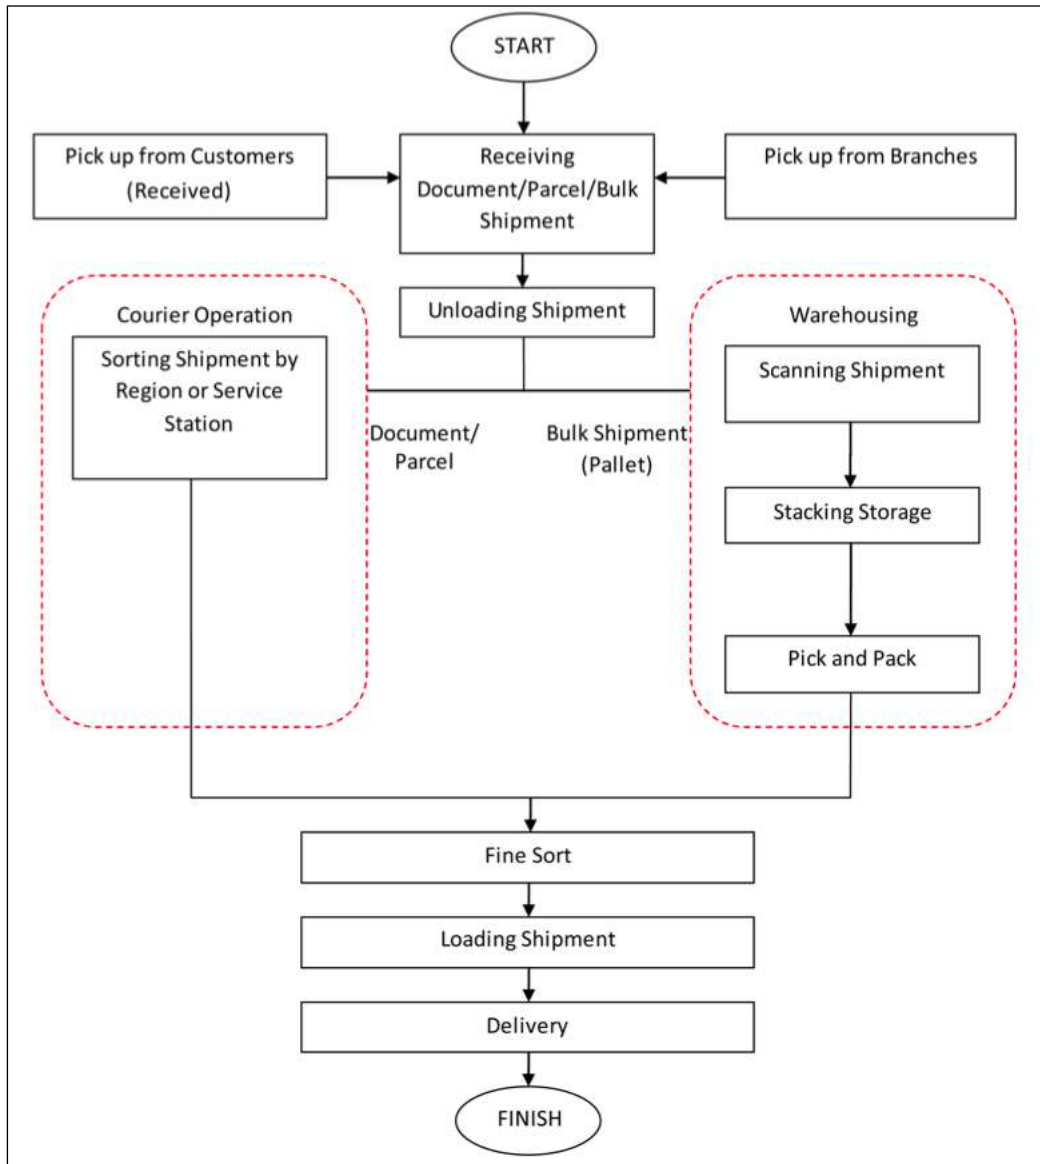 START
Pick up from Customers
(Received)
Receiving
Document/Parcel/Bulk
Shipment
Pick up from Branches
Unloading Shipment
Courier Operation
Sorting Shipment by
Region or Service
Station
Document/
Parcel
Bulk Shipment
(Pallet)
Warehousing
Scanning Shipment
Stacking Storage
Pick and Pack
Fine Sort
Loading Shipment
Delivery
FINISH